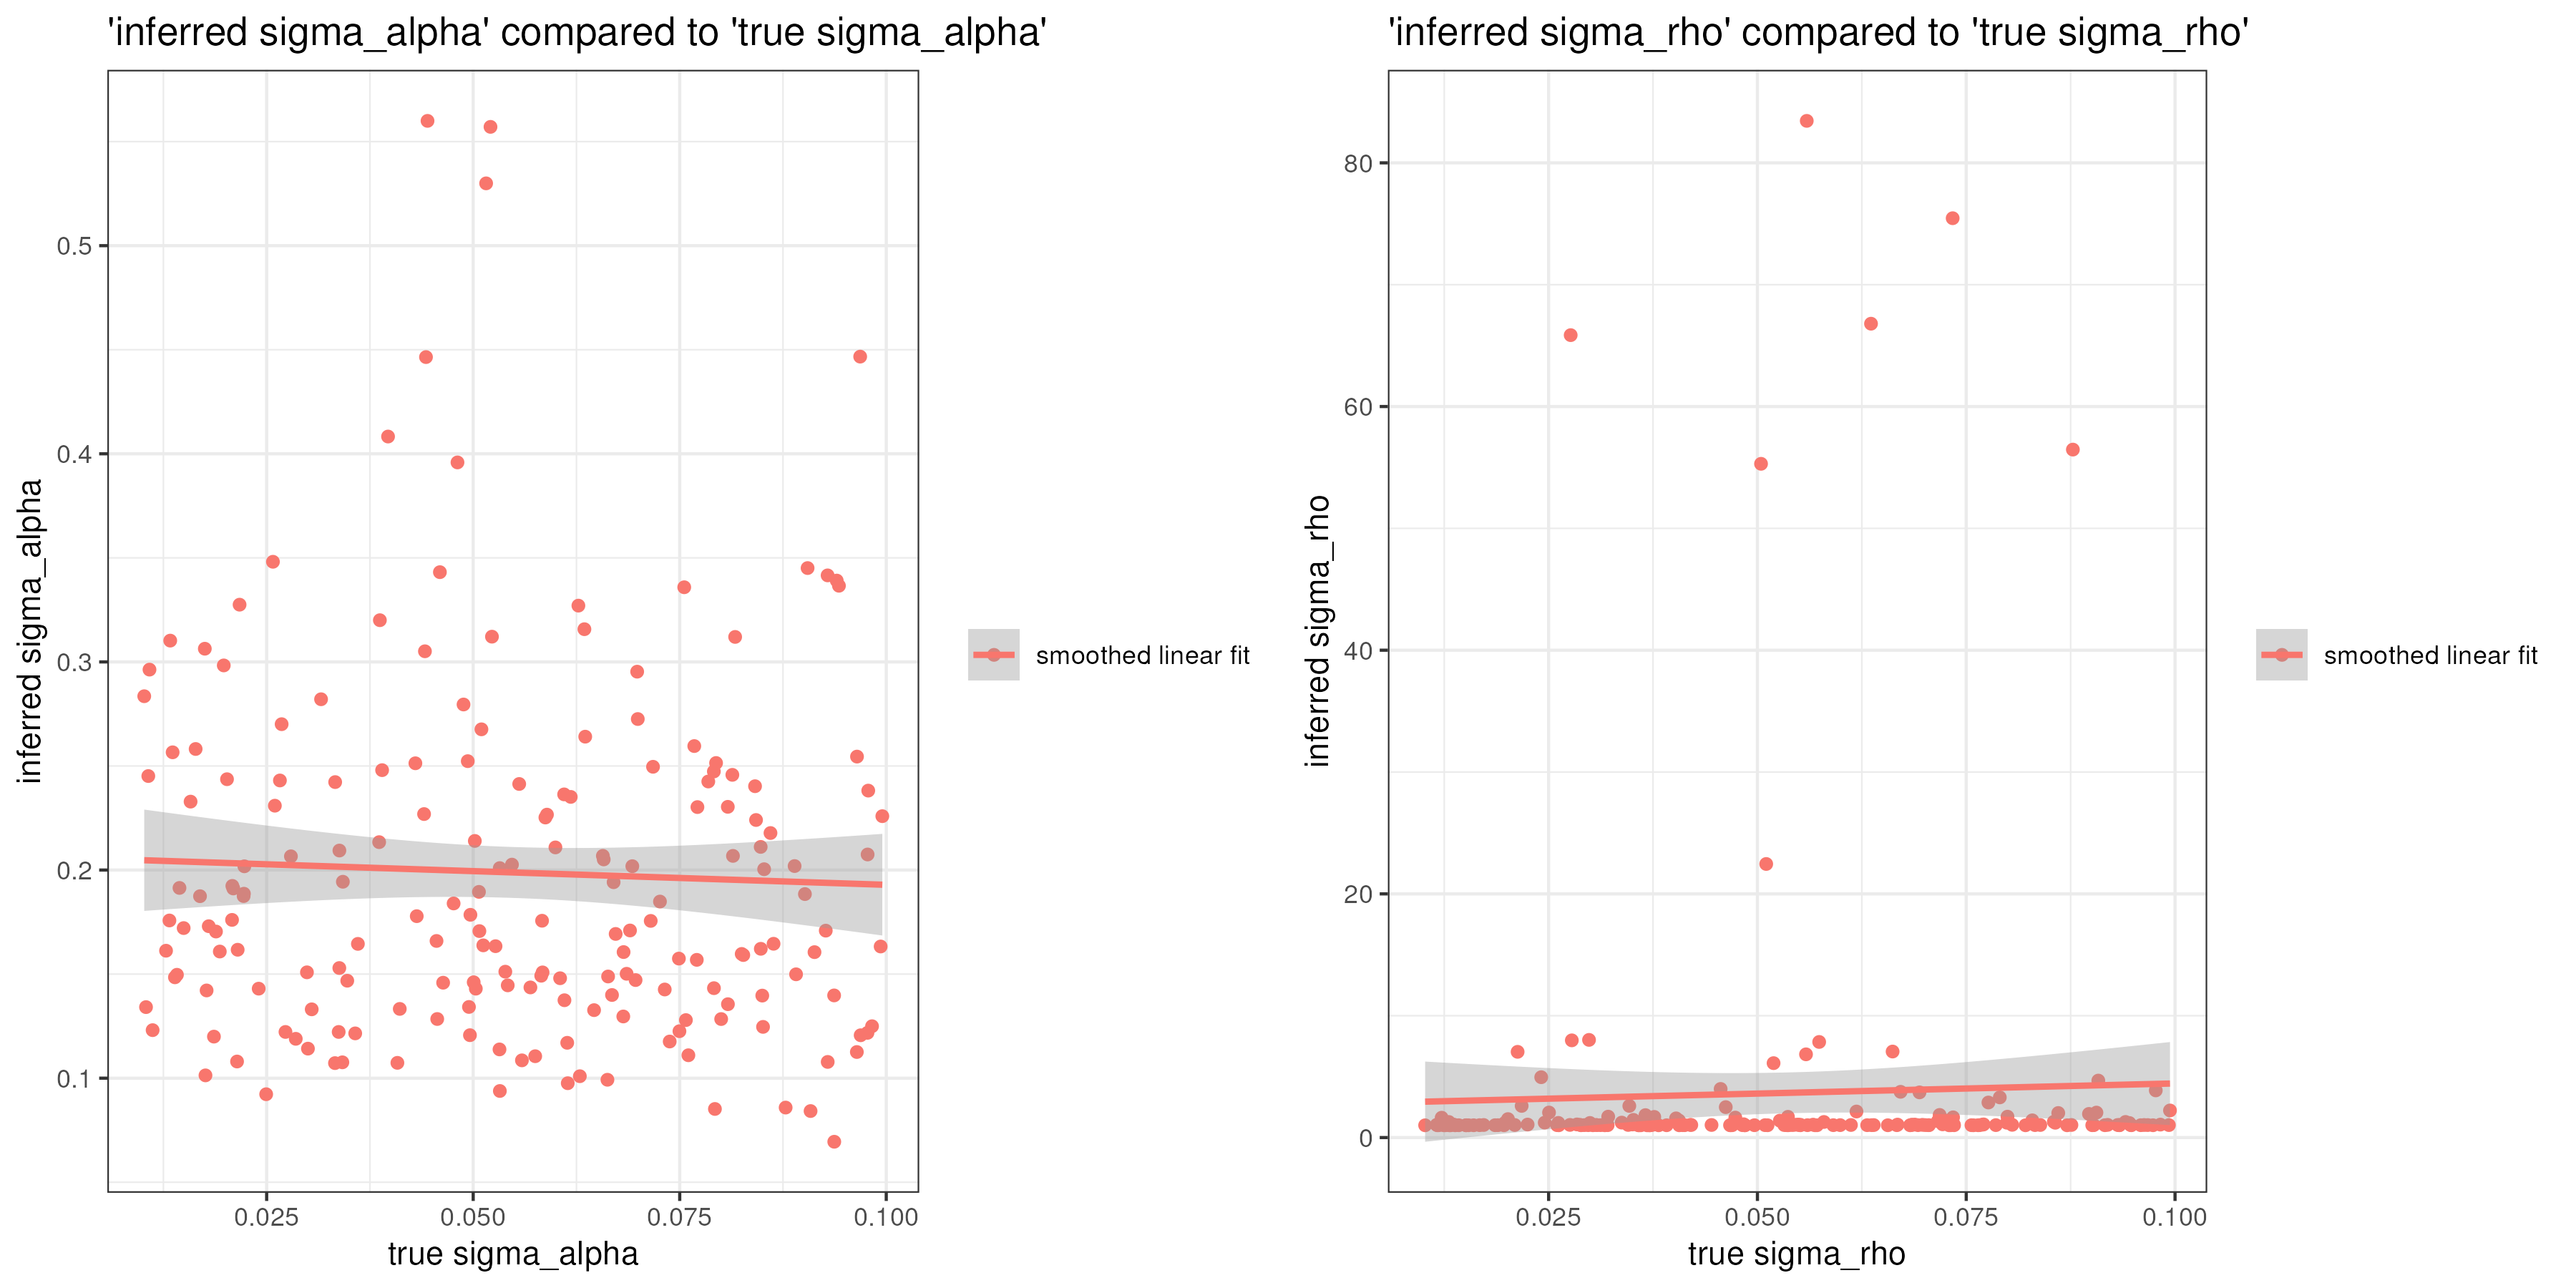 'inferred sigma_alpha' compared to 'true sigma_alpha'
inferred sigma_alpha
0.5
0.4
0.3
0.2
0.1
0.025 0.050 0.075 0.100
true sigma_alpha
smoothed linear fit
'inferred sigma_rho' compared to 'true sigma_rho'
inferred sigma_rho
80
60
40
20
0
0.025 0.050 0.075 0.100
true sigma_rho
smoothed linear fit